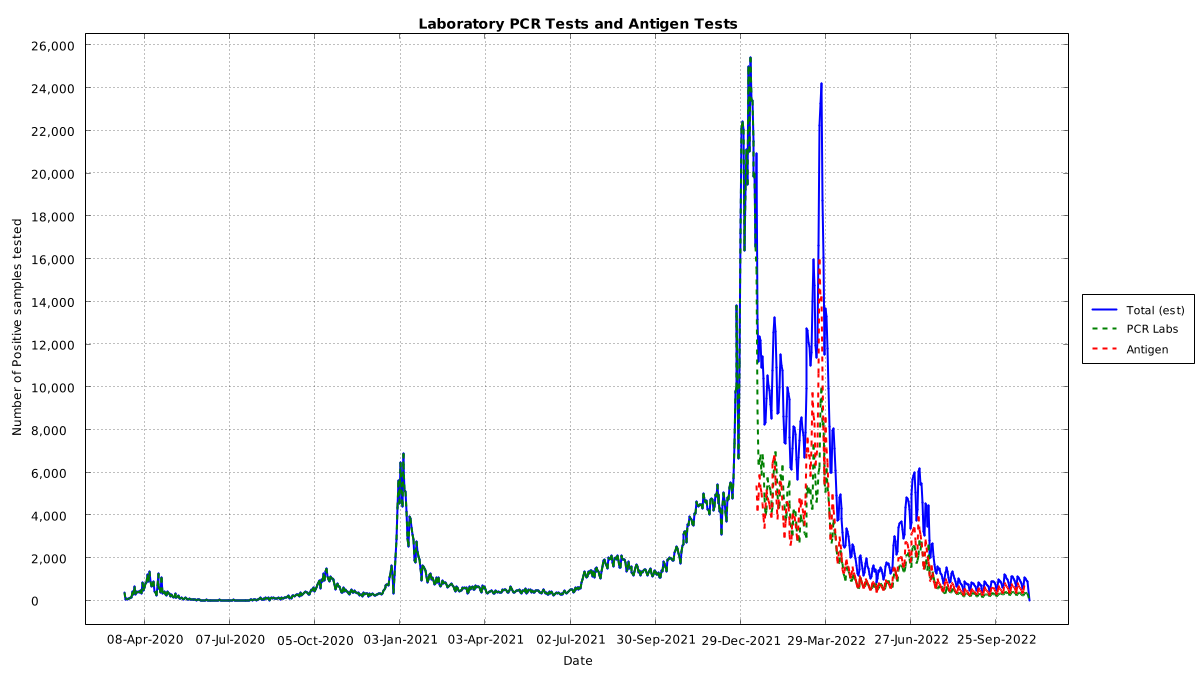 Laboratory PCR Tests and Antigen Tests
26,000
24,000
22,000
20,000
18,000
16,000
14,000
12,000
10,000
8,000
6,000
4,000
2,000
0
Number of Positive samples tested
08-Apr-2020 07-Jul-2020 05-Oct-2020 03-Jan-2021 03-Apr-2021 02-Jul-2021 30-Sep-2021 29-Dec-2021 29-Mar-2022 27-Jun-2022 25-Sep-2022
Date
Total (est)
PCR Labs
Antigen